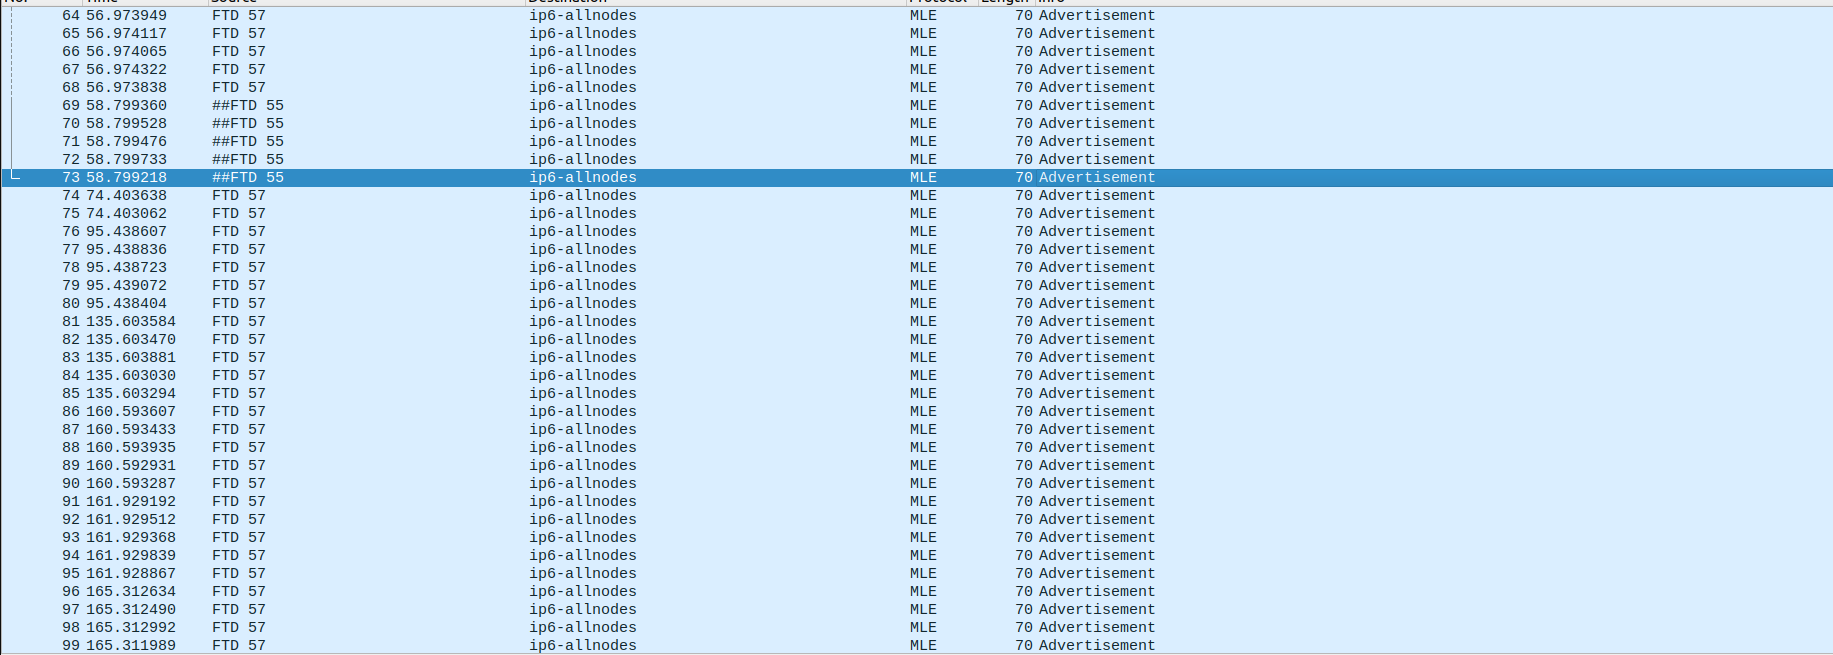 No. Time Source Destination Protocol Length Info
64 56.973949 FTD 57 ip6-allnodes MLE 70 Advertisement
65 56.974117 FTD 57 ip6-allnodes MLE 70 Advertisement
66 56.974065 FTD 57 ip6-allnodes MLE 70 Advertisement
67 56.974322 FTD 57 ip6-allnodes MLE 70 Advertisement
68 56.973838 FTD 57 ip6-allnodes MLE 70 Advertisement
69 58.799360 ##FTD 55 ip6-allnodes MLE 70 Advertisement
70 58.799528 ##FTD 55 ip6-allnodes MLE 70 Advertisement
71 58.799476 ##FTD 55 ip6-allnodes MLE 70 Advertisement
72 58.799733 ##FTD 55 ip6-allnodes MLE 70 Advertisement
73 58.799218 ##FTD 55 ip6-allnodes MLE 70 Advertisement
74 74.403638 FTD 57 ip6-allnodes MLE 70 Advertisement
75 74.403062 FTD 57 ip6-allnodes MLE 70 Advertisement
76 95.438607 FTD 57 ip6-allnodes MLE 70 Advertisement
77 95.438836 FTD 57 ip6-allnodes MLE 70 Advertisement
78 95.438723 FTD 57 ip6-allnodes MLE 70 Advertisement
79 95.439072 FTD 57 ip6-allnodes MLE 70 Advertisement
80 95.438404 FTD 57 ip6-allnodes MLE 70 Advertisement
81 135.603584 FTD 57 ip6-allnodes MLE 70 Advertisement
82 135.603470 FTD 57 ip6-allnodes MLE 70 Advertisement
83 135.603881 FTD 57 ip6-allnodes MLE 70 Advertisement
84 135.603030 FTD 57 ip6-allnodes MLE 70 Advertisement
85 135.603294 FTD 57 ip6-allnodes MLE 70 Advertisement
86 160.593607 FTD 57 ip6-allnodes MLE 70 Advertisement
87 160.593433 FTD 57 ip6-allnodes MLE 70 Advertisement
88 160.593935 FTD 57 ip6-allnodes MLE 70 Advertisement
89 160.592931 FTD 57 ip6-allnodes MLE 70 Advertisement
90 160.593287 FTD 57 ip6-allnodes MLE 70 Advertisement
91 161.929192 FTD 57 ip6-allnodes MLE 70 Advertisement
92 161.929512 FTD 57 ip6-allnodes MLE 70 Advertisement
93 161.929368 FTD 57 ip6-allnodes MLE 70 Advertisement
94 161.929839 FTD 57 ip6-allnodes MLE 70 Advertisement
95 161.928867 FTD 57 ip6-allnodes MLE 70 Advertisement
96 165.312634 FTD 57 ip6-allnodes MLE 70 Advertisement
97 165.312490 FTD 57 ip6-allnodes MLE 70 Advertisement
98 165.312992 FTD 57 ip6-allnodes MLE 70 Advertisement
99 165.311989 FTD 57 ip6-allnodes MLE 70 Advertisement